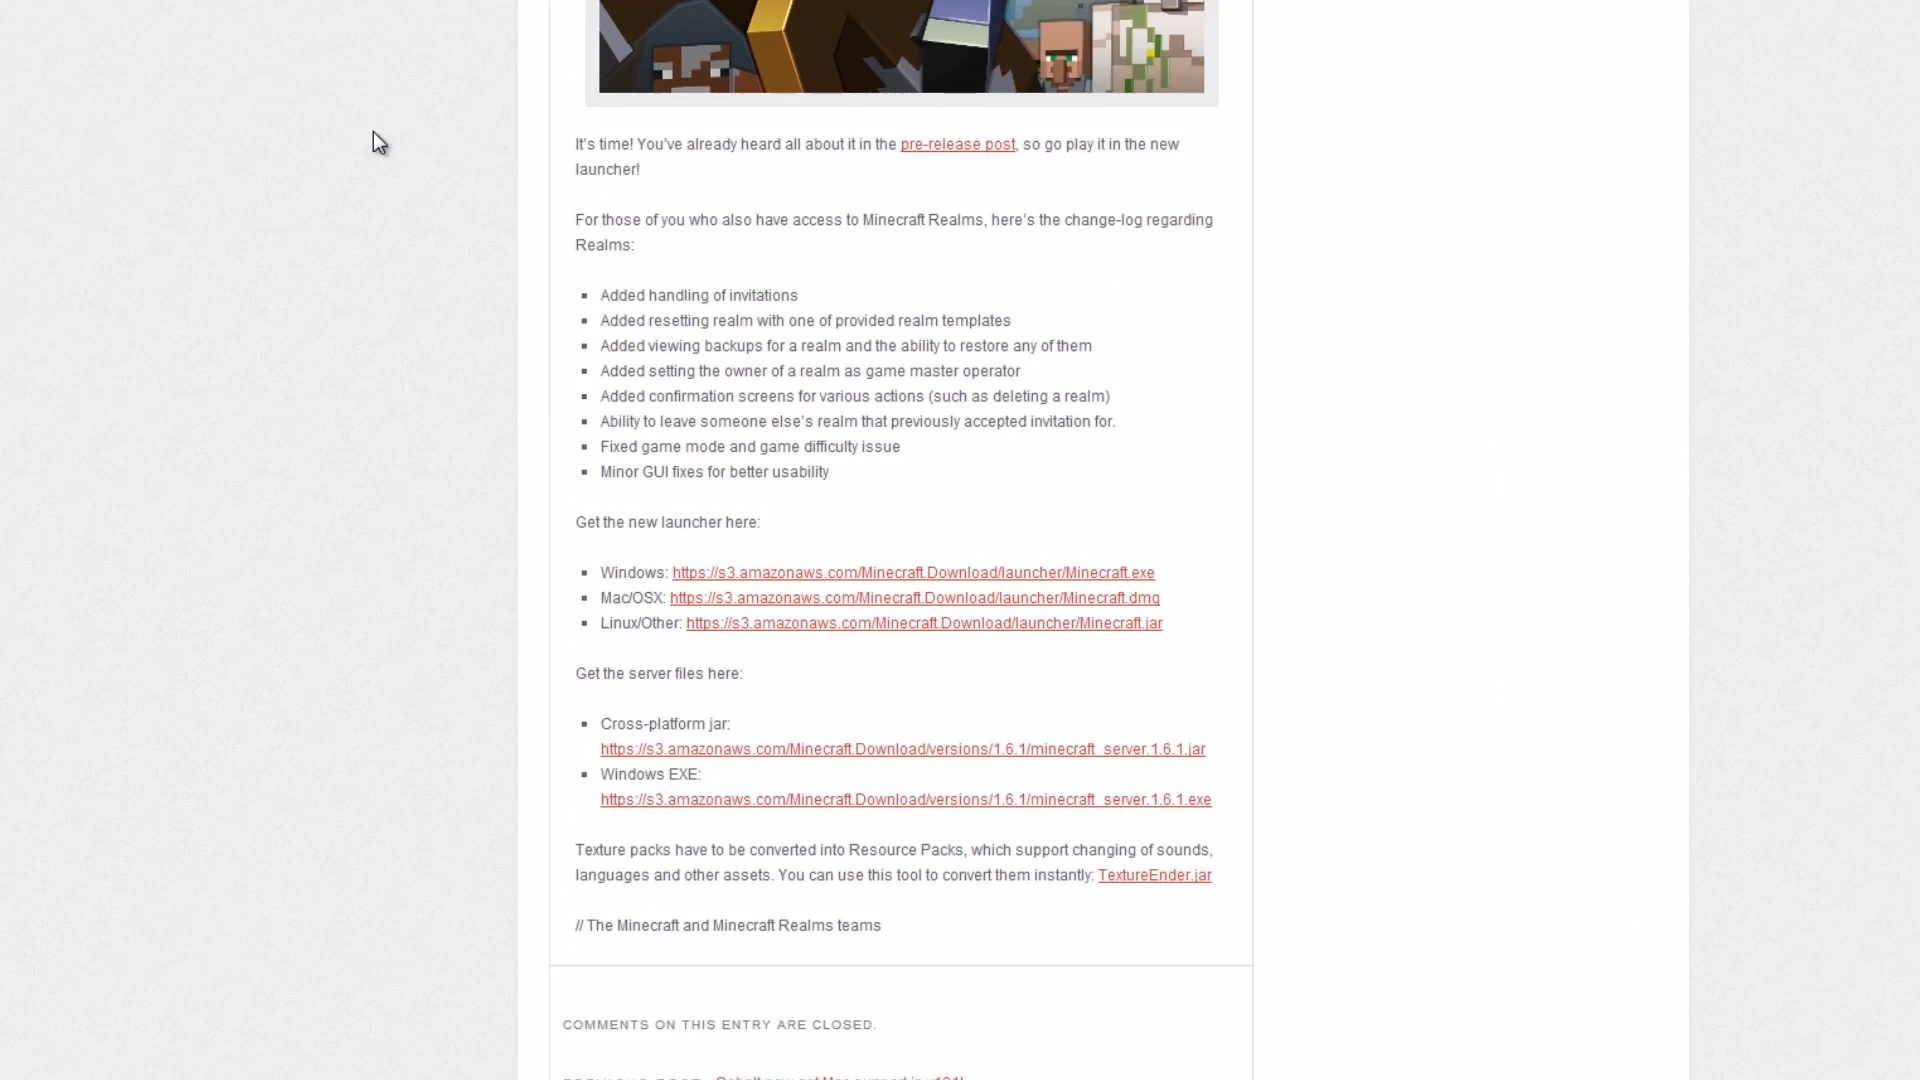 It's time! You've already heard all about it in the pre-release post, so go play it in the new
launcher!
For those of you who also have access to Minecraft Realms, here's the change-log regarding
Realms:
Added handling of invitations
Added resetting realm with one of provided realm templates
Added viewing backups for a realm and the ability to restore any of them
Added setting the owner of a realm as game master operator
Added confirmation screens for various actions (such as deleting a realm)
Ability to leave someone else's realm that previously accepted invitation for.
Fixed game mode and game difficulty issue
Minor GUI fixes for better usability
Get the new launcher here:
Windows: https://s3.amazonaws.com/Minecraft.Download/launcher/Minecraft.exe
Mac/OSX: https://s3.amazonaws.com/Minecraft.Download/launcher/Minecraft.dmg
Linux/Other: https://s3.amazonaws.com/Minecraft.Download/launcher/Minecraft.jar
Get the server files here:
Cross-platform jar:
https://s3.amazonaws.com/Minecraft.Download/versions/1.6.1/minecraft_server.1.6.1.jar
Windows EXE:
https://s3.amazonaws.com/Minecraft.Download/versions/1.6.1/minecraft_server.1.6.1.exe
Texture packs have to be converted into Resource Packs, which support changing of sounds,
languages and other assets. You can use this tool to convert them instantly: TextureEnder.jar
// The Minecraft and Minecraft Realms teams
COMMENTS ON THIS ENTRY ARE CLOSED.